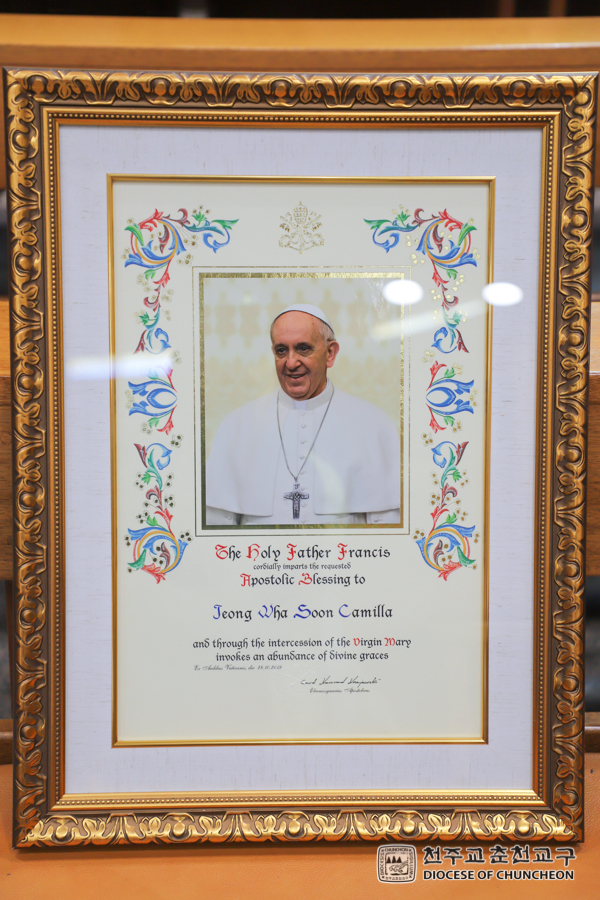 The Holy Father Francis
cordially imparts the requested
Apostolic Blessing to
Jeong Wha Soon Camilla
and through the intercession of the Virgin Mary
invokes an abundance of divine graces
Ex Aedibus Vaticanis, die
천주교 춘천교구
DIOCESE OF CHUNCHEON